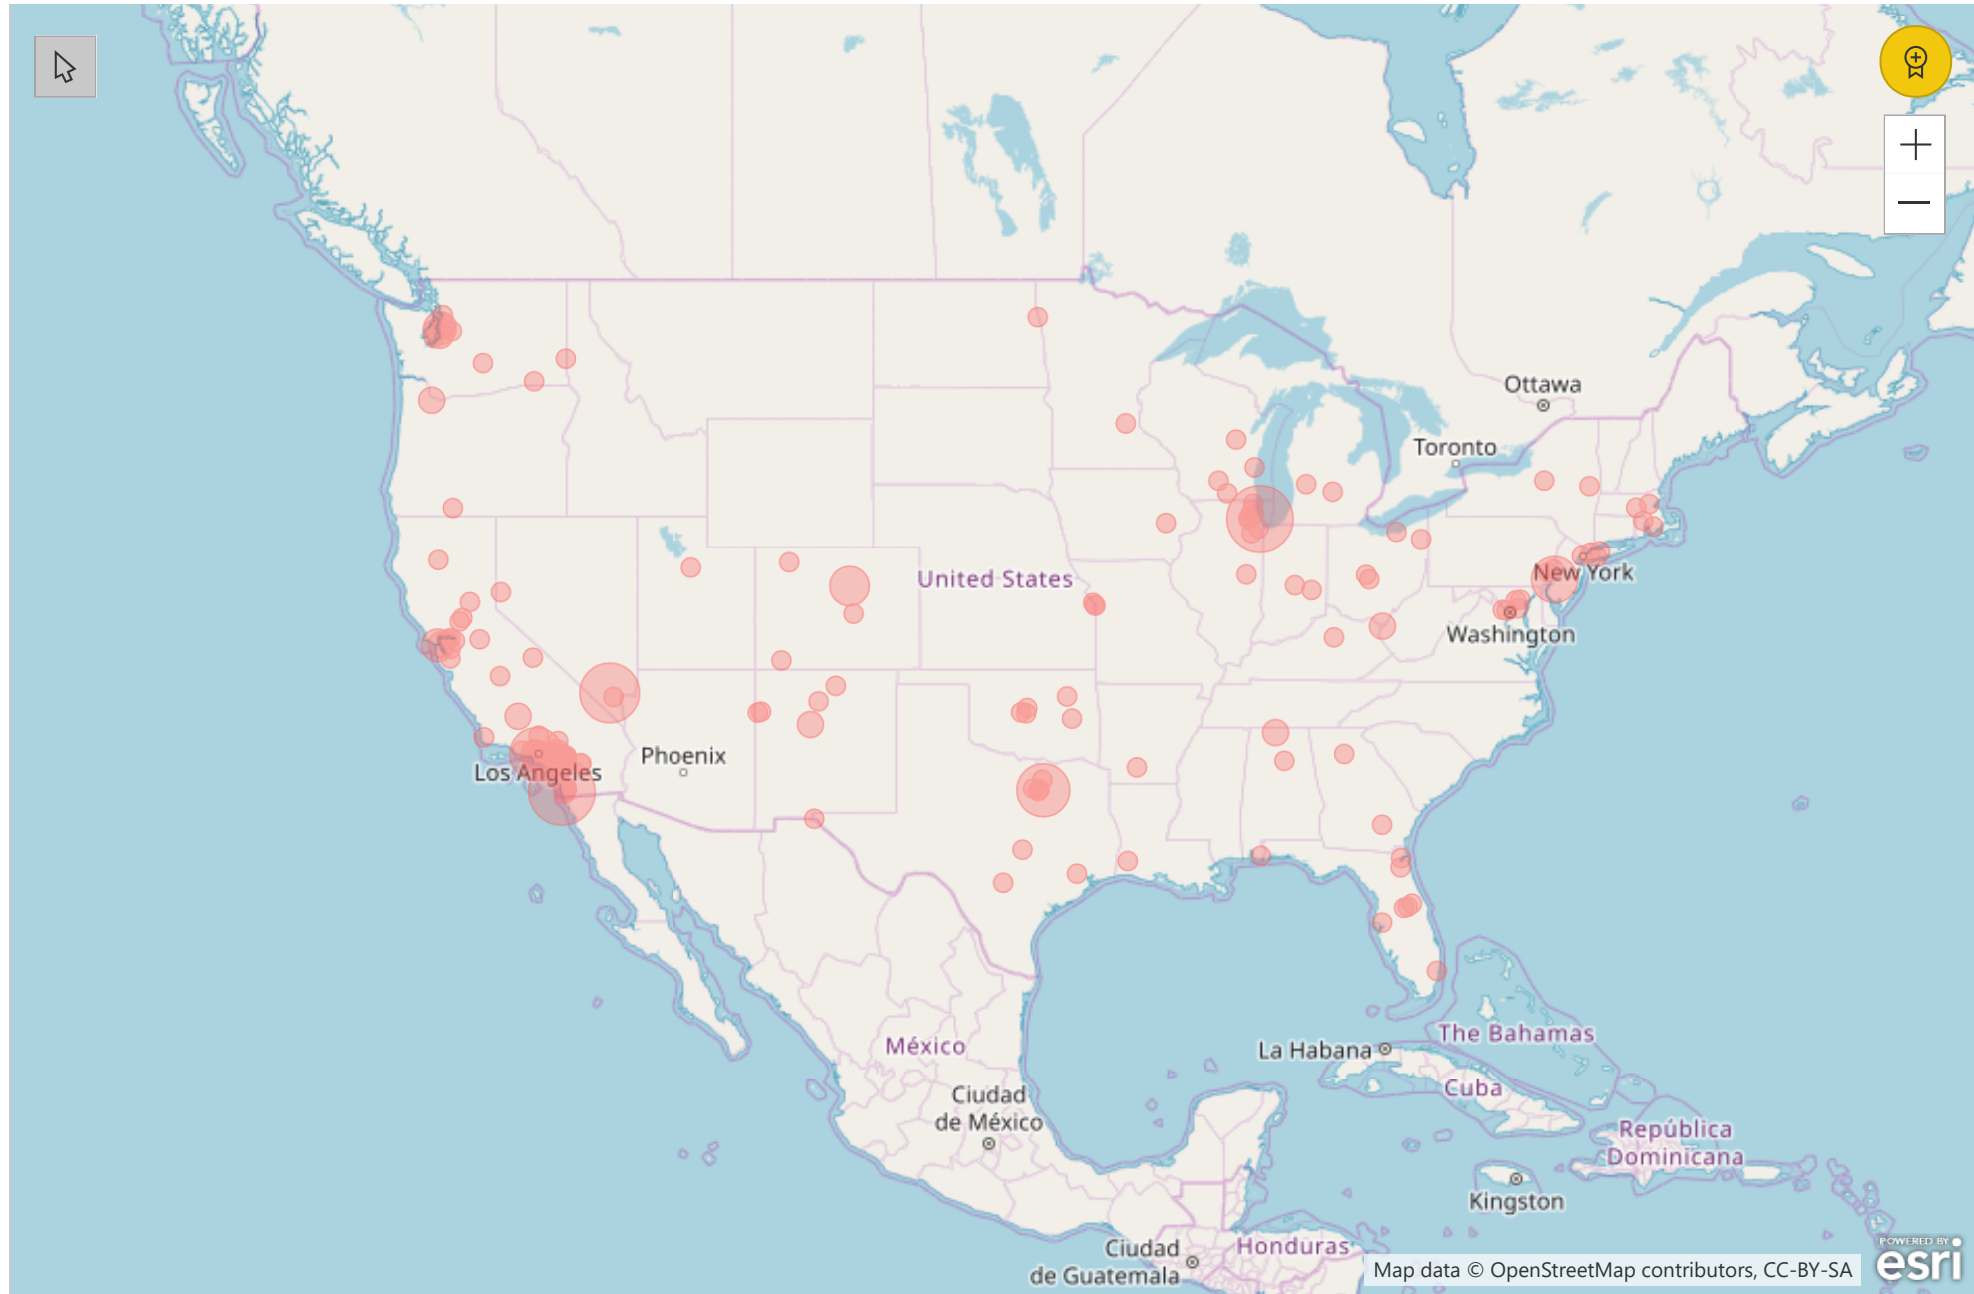 Ottawa
Toronto
United States
New York
Washington
Phoenix
Los Angeles
México
La Habana
The Bahamas
Cuba
Ciudad
de México
República
Dominicana
Kingston
Ciudad
de Guatemala
Honduras
Map data © OpenStreetMap contributors, CC-BY-SA
POWERED BY
esri